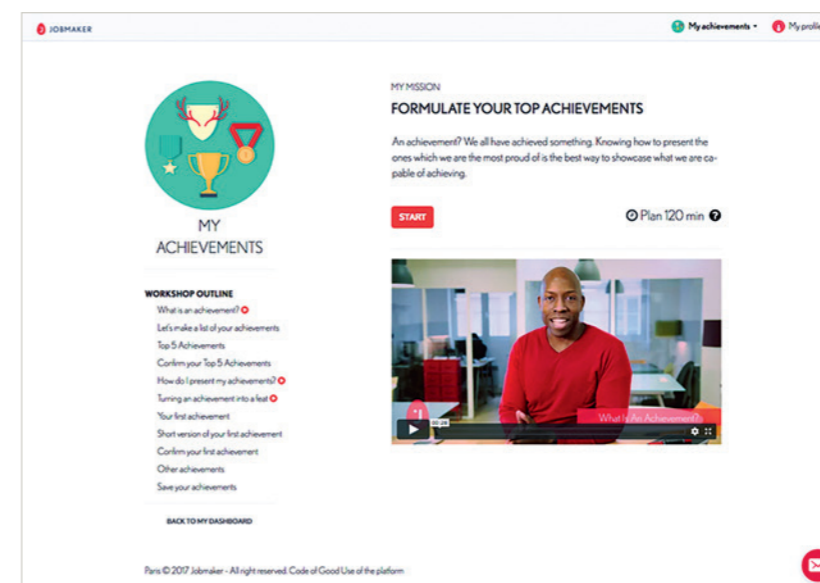 JOBMAKER
My achievements
My profile
MY
ACHIEVEMENTS
WORKSHOP OUTLINE
What is an achievement?
Let's make a list of your achievements
Top 5 Achievements
Confirm your Top 5 Achievements
How do I present my achievements?
Turning an achievement into a feat
Your first achievement
Short version of your first achievement
Confirm your first achievement
Other achievements
Save your achievements
BACK TO MY DASHBOARD
MY MISSION
FORMULATE YOUR TOP ACHIEVEMENTS
An achievement? We all have achieved something. Knowing how to present the
ones which we are the most proud of is the best way to showcase what we are ca-
pable of achieving.
START
Plan 120 min ?
What Is An Achievement?
00:28
Paris © 2017 Jobmaker - All right reserved. Code of Good Use of the platform